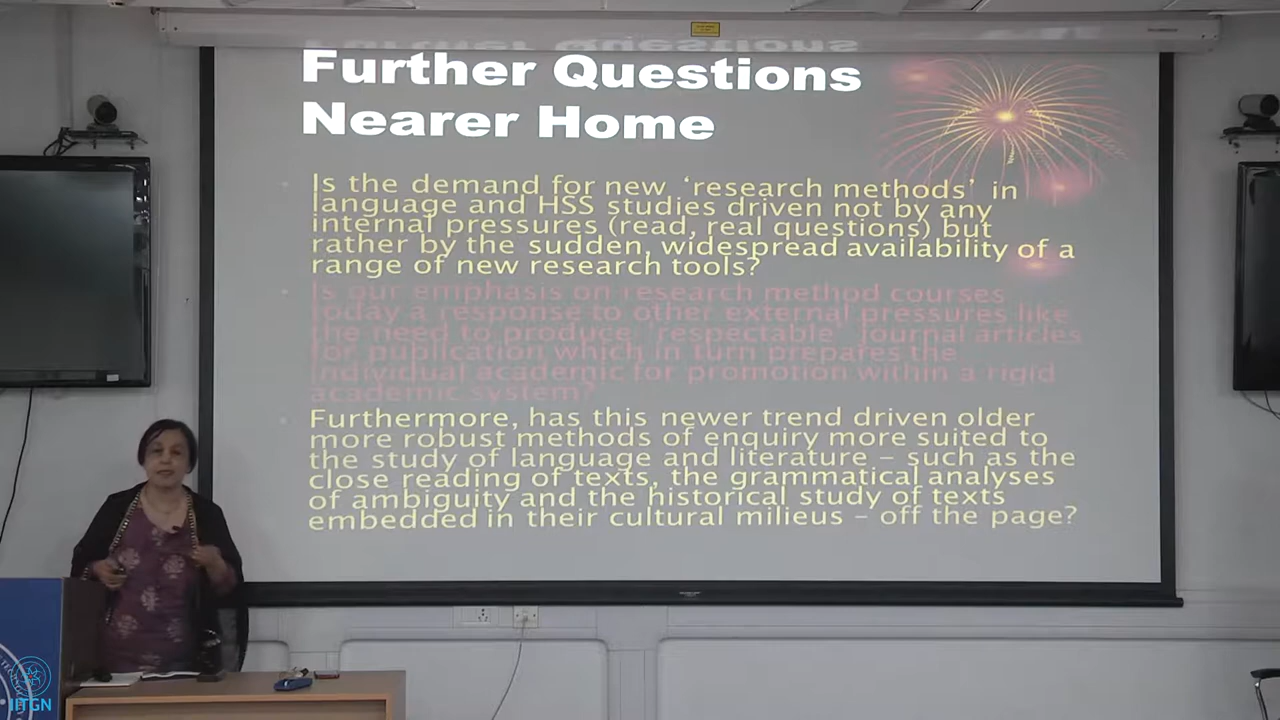 Further Questions
Nearer Home
Is the demand for new ‘research methods’ in
language and HSS studies driven not by any
internal pressures (read, real questions) but
rather by the sudden, widespread availability of a
range of new research tools?
Is our emphasis on research method courses
today a response to other external pressures like
the need to produce ‘respectable’ journal articles
for publication which in turn prepares the
individual academic for promotion within a rigid
academic system?
Furthermore, has this newer trend driven older
more robust methods of enquiry more suited to
the study of language and literature – such as the
close reading of texts, the grammatical analyses
of ambiguity and the historical study of texts
embedded in their cultural milieus – off the page?
IITGN